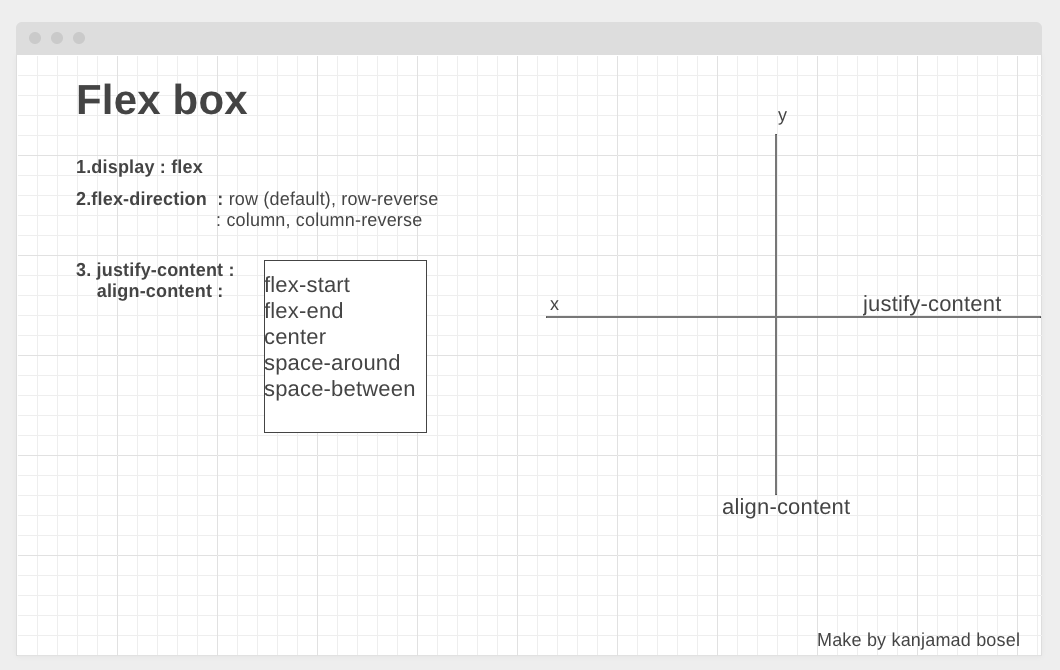 Flex box
1.display : flex
2.flex-direction  : row (default), row-reverse
: column, column-reverse
3. justify-content :
align-content :
flex-start
flex-end
center
space-around
space-between
y
x
justify-content
align-content
Make by kanjamad bosel